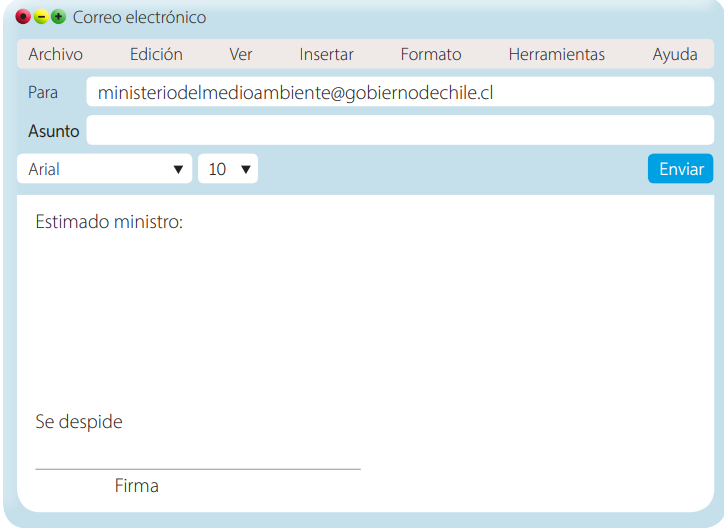 Correo electrónico
Archivo Edición Ver Insertar Formato Herramientas Ayuda
Para ministeriodelmedioambiente@gobiernodechile.cl
Asunto
Arial 10 Enviar
Estimado ministro:
Se despide
Firma